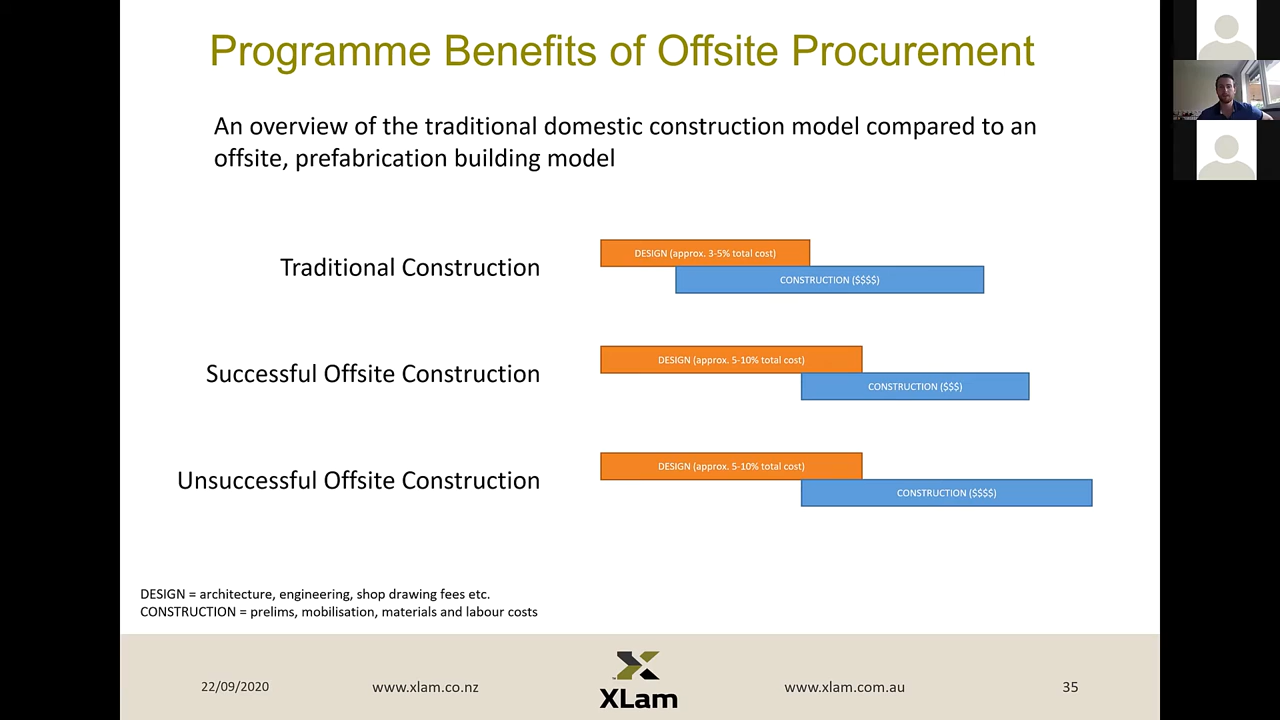 Programme Benefits of Offsite Procurement
An overview of the traditional domestic construction model compared to an
offsite, prefabrication building model
Traditional Construction
DESIGN (approx. 3-5% total cost)
CONSTRUCTION ($$$$)
Successful Offsite Construction
DESIGN (approx. 5-10% total cost)
CONSTRUCTION ($$$)
Unsuccessful Offsite Construction
DESIGN (approx. 5-10% total cost)
CONSTRUCTION ($$$$)
DESIGN = architecture, engineering, shop drawing fees etc.
CONSTRUCTION = prelims, mobilisation, materials and labour costs
22/09/2020
www.xlam.co.nz
XLam
www.xlam.com.au
35